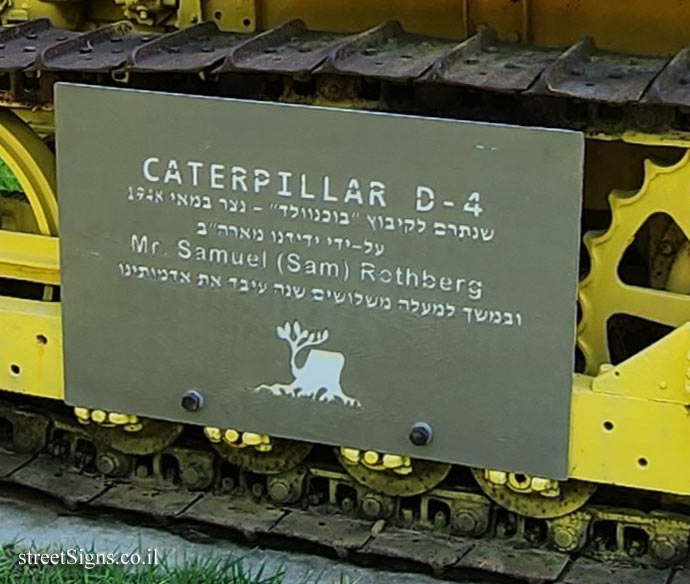 CATERPILLAR D-4
שנתרם לקיבוץ "בוכנוולד" - נצר במאי 1948
על-ידי ידידנו מארה"ב
Mr. Samuel (Sam) Rothberg
ובמשך למעלה משלושים שנה עיבד את אדמותינו
streetSigns.co.il